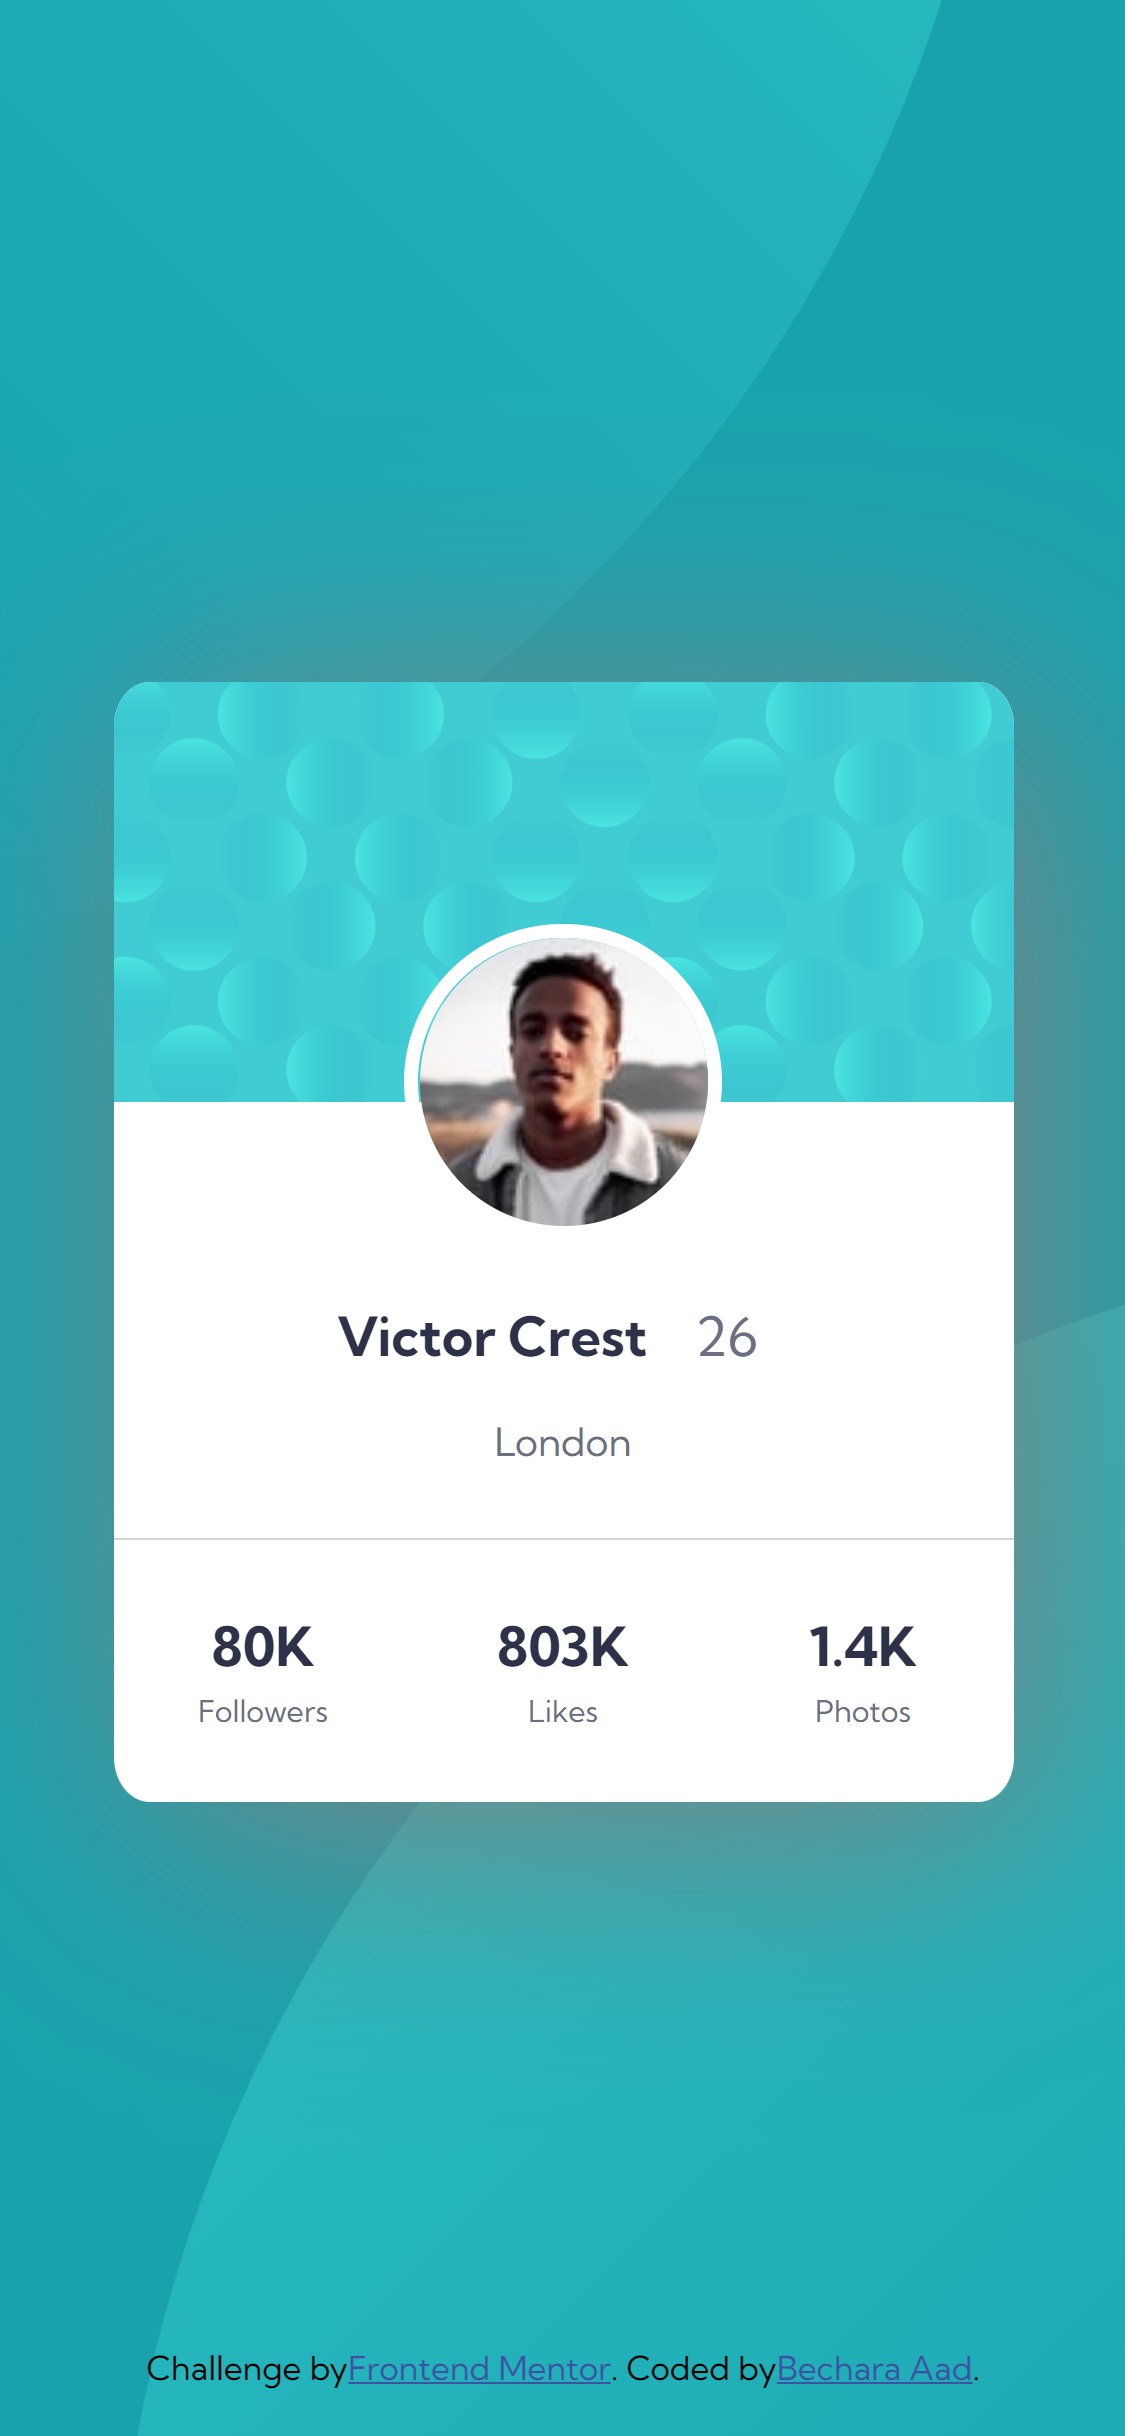 Victor Crest 26
London
80K 803K 1.4K
Followers Likes Photos
Challenge byFrontend Mentor. Coded byBechara Aad.